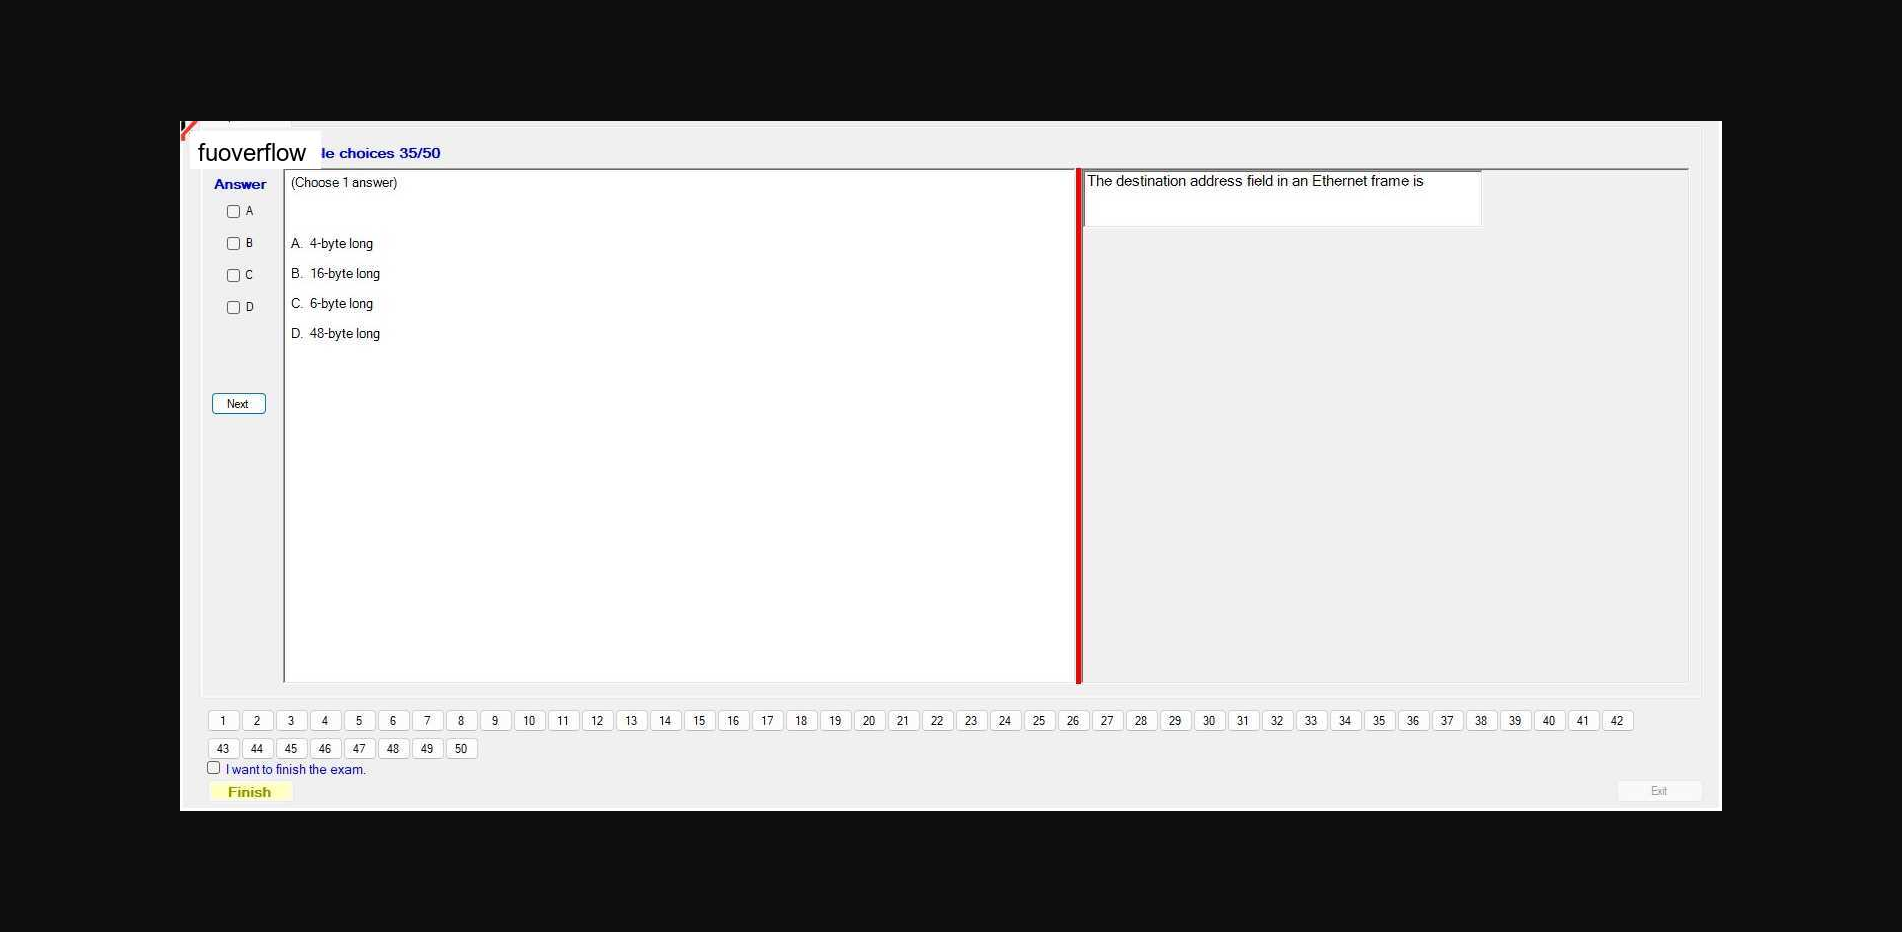 fuoverflow
le choices 35/50
Answer
A
B
C
D
Next
(Choose 1 answer)
A. 4-byte long
B. 16-byte long
C. 6-byte long
D. 48-byte long
The destination address field in an Ethernet frame is
1 2 3 4 5 6 7 8 9 10 11 12 13 14 15 16 17 18 19 20 21 22 23 24 25 26 27 28 29 30 31 32 33 34 35 36 37 38 39 40 41 42
43 44 45 46 47 48 49 50
I want to finish the exam.
Finish
Exit